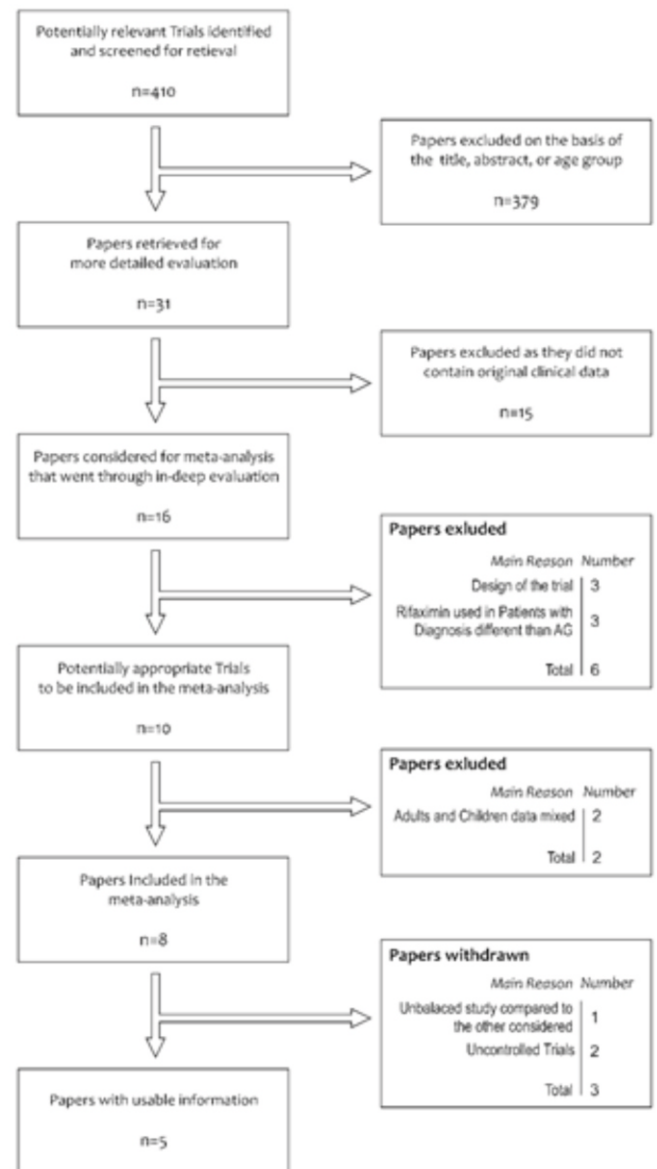 Potentially relevant Trials identified
and screened for retieval
n=410
Papers excluded on the basis of
the title, abstract, or age group
n=379
Papers retrieved for
more detailed evaluation
n=31
Papers excluded as they did not
contain original clinical data
n=15
Papers considered for meta-analysis
that went through in-deep evaluation
n=16
Papers exluded
Main Reason Number
Design of the trial 3
Rifaximin used in Patients with
Diagnosis different than AG 3
Total 6
Potentially appropriate Trials
to be included in the meta-analysis
n=10
Papers exluded
Main Reason Number
Adults and Children data mixed 2
Total 2
Papers Included in the
meta-analysis
n=8
Papers withdrawn
Main Reason Number
Unbalaced study compared to
the other considered 1
Uncontrolled Trials 2
Total 3
Papers with usable information
n=5